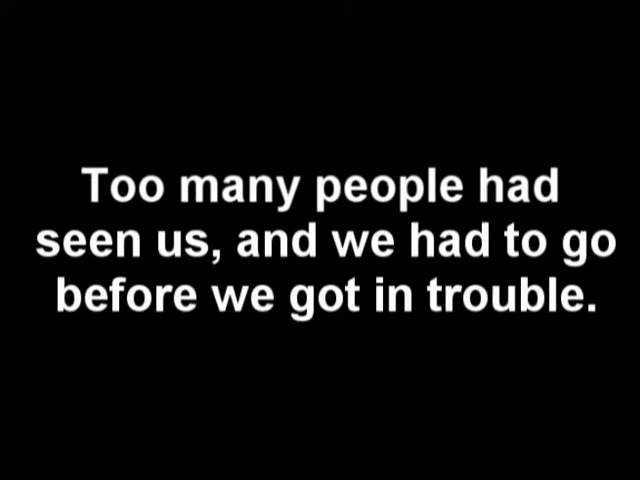 Too many people had
seen us, and we had to go
before we got in trouble.